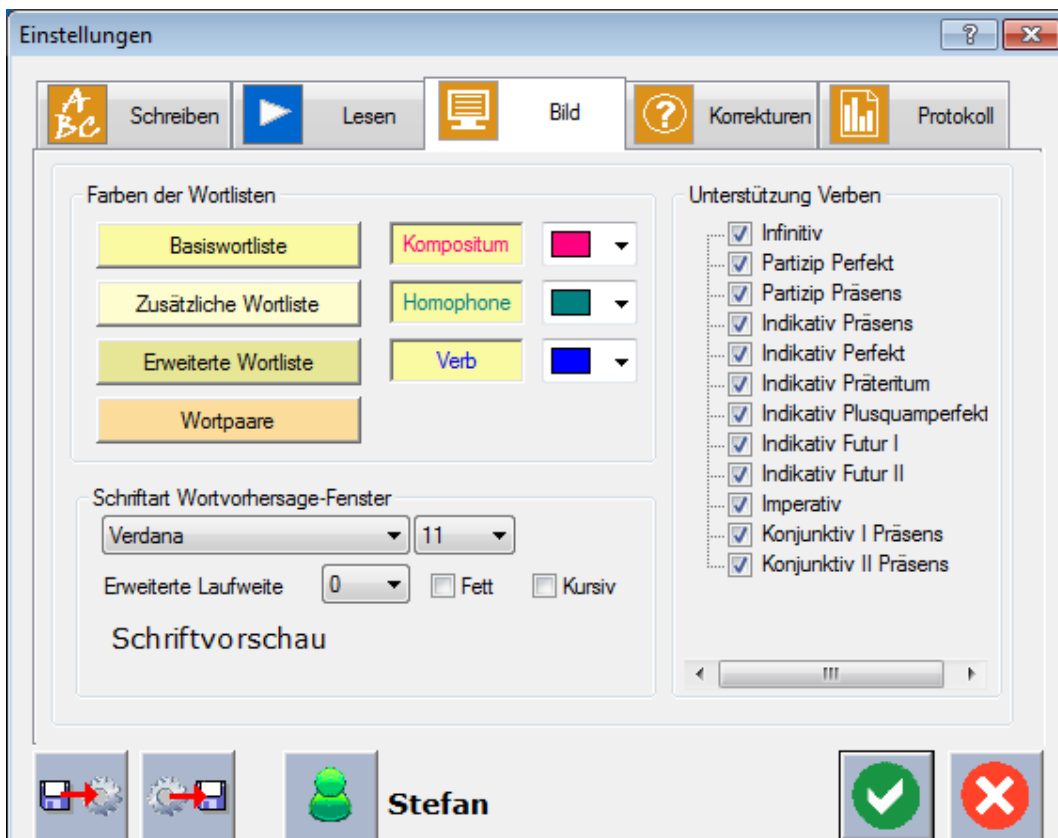 Einstellungen
ABC Schreiben Lesen Bild Korrekturen Protokoll
Farben der Wortlisten
Basiswortliste Kompositum
Zusätzliche Wortliste Homophone
Erweiterte Wortliste Verb
Wortpaare
Schriftart Wortvorhersage-Fenster
Verdana 11
Erweiterte Laufweite 0 Fett Kursiv
Schriftvorschau
Unterstützung Verben
Infinitiv
Partizip Perfekt
Partizip Präsens
Indikativ Präsens
Indikativ Perfekt
Indikativ Präteritum
Indikativ Plusquamperfekt
Indikativ Futur I
Indikativ Futur II
Imperativ
Konjunktiv I Präsens
Konjunktiv II Präsens
Stefan